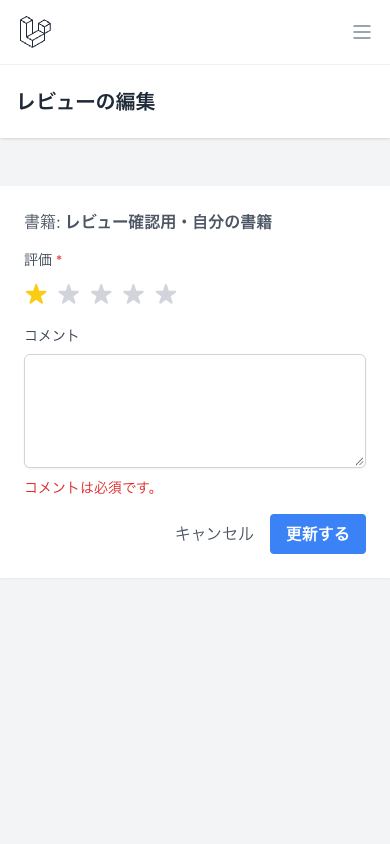 レビューの編集
書籍: レビュー確認用・自分の書籍
評価 *
コメント
コメントは必須です。
キャンセル 更新する